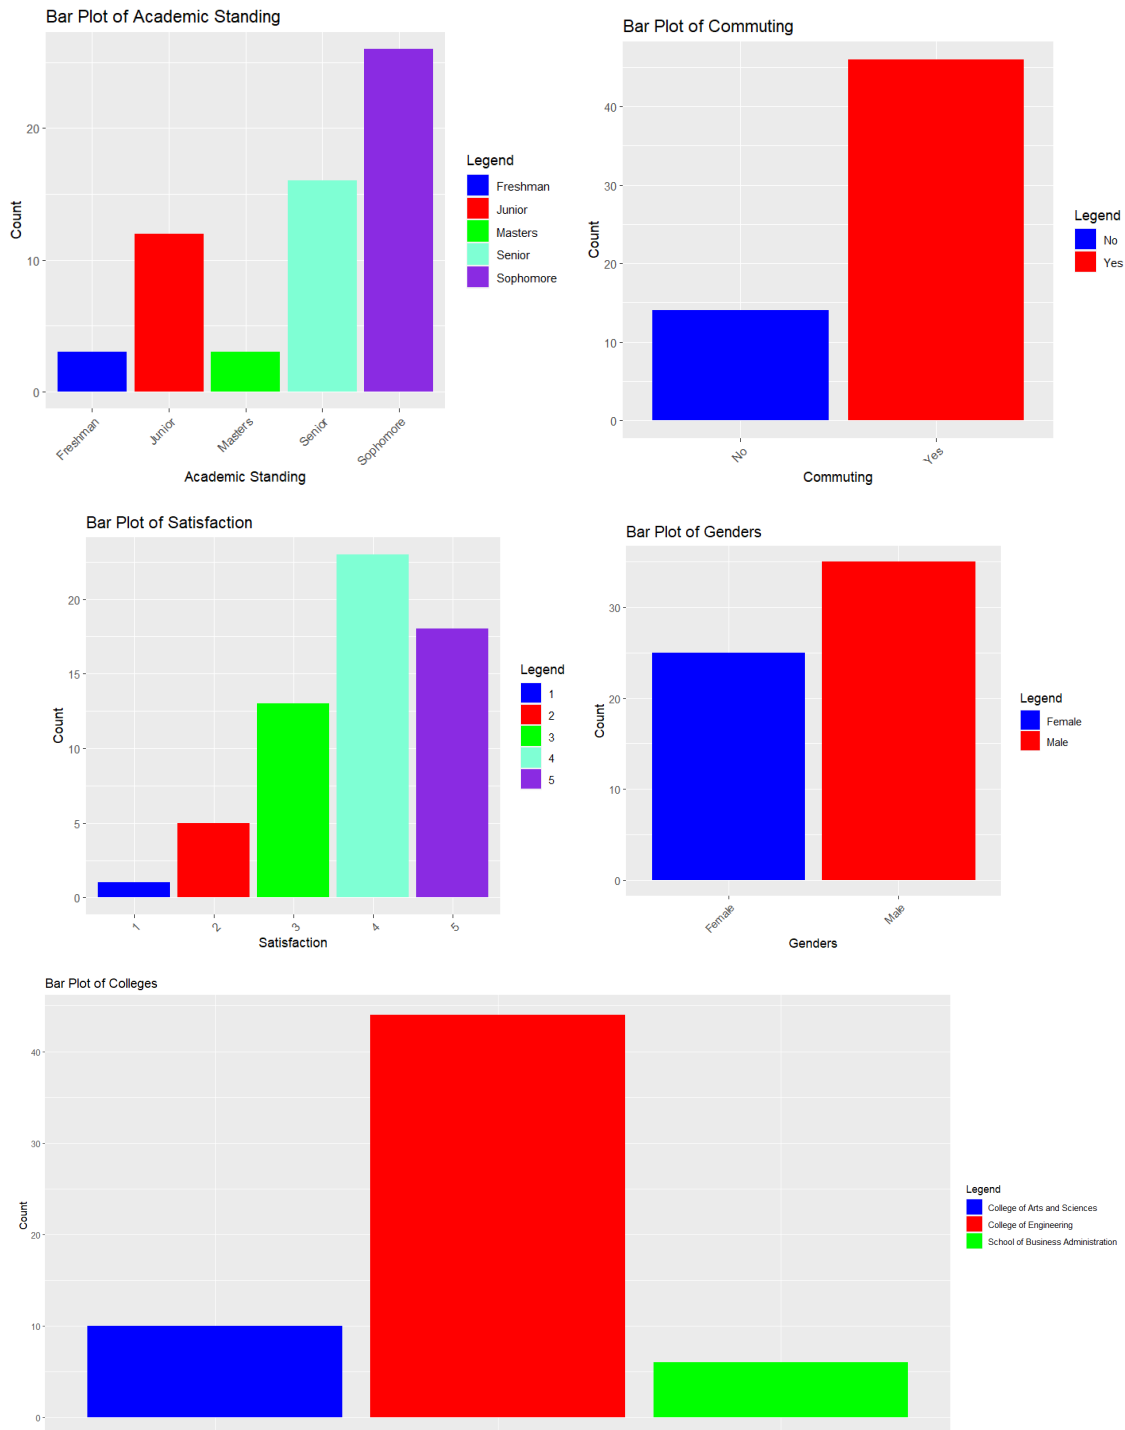 Bar Plot of Academic Standing
Count
20
10
0
Freshman
Junior
Masters
Senior
Sophomore
Academic Standing
Legend
Freshman
Junior
Masters
Senior
Sophomore
Bar Plot of Commuting
Count
40
30
20
10
0
No
Yes
Commuting
Legend
No
Yes
Bar Plot of Satisfaction
Count
20
15
10
5
0
1
2
3
4
5
Satisfaction
Legend
1
2
3
4
5
Bar Plot of Genders
Count
30
20
10
0
Female
Male
Genders
Legend
Female
Male
Bar Plot of Colleges
Count
40
30
20
10
0
Legend
College of Arts and Sciences
College of Engineering
School of Business Administration